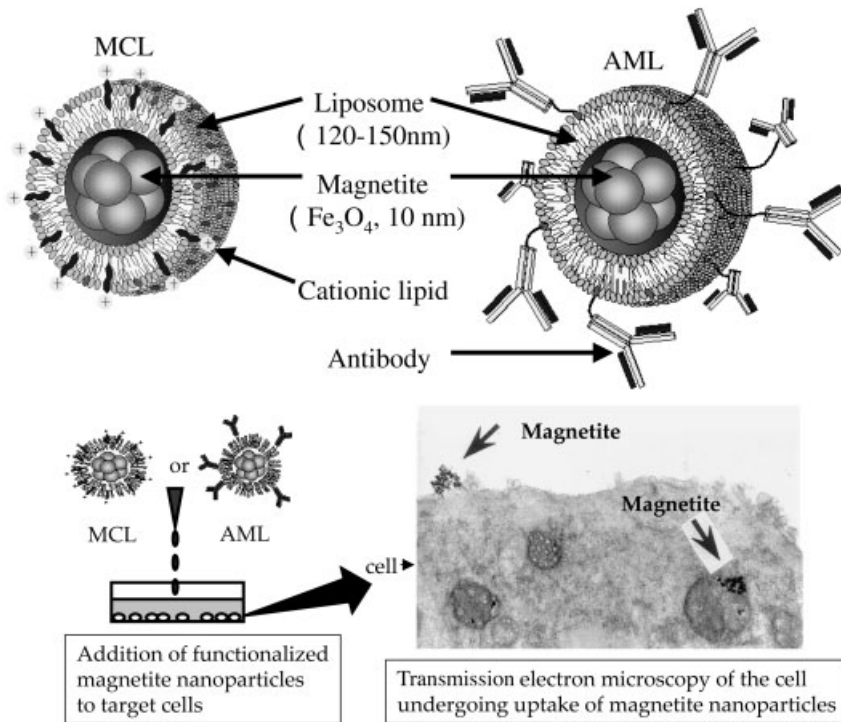 MCL
AML
Liposome
( 120-150nm)
Magnetite
( Fe₃O₄, 10 nm)
Cationic lipid
Antibody
or
MCL
AML
Magnetite
Magnetite
cell
Addition of functionalized
magnetite nanoparticles
to target cells
Transmission electron microscopy of the cell
undergoing uptake of magnetite nanoparticles